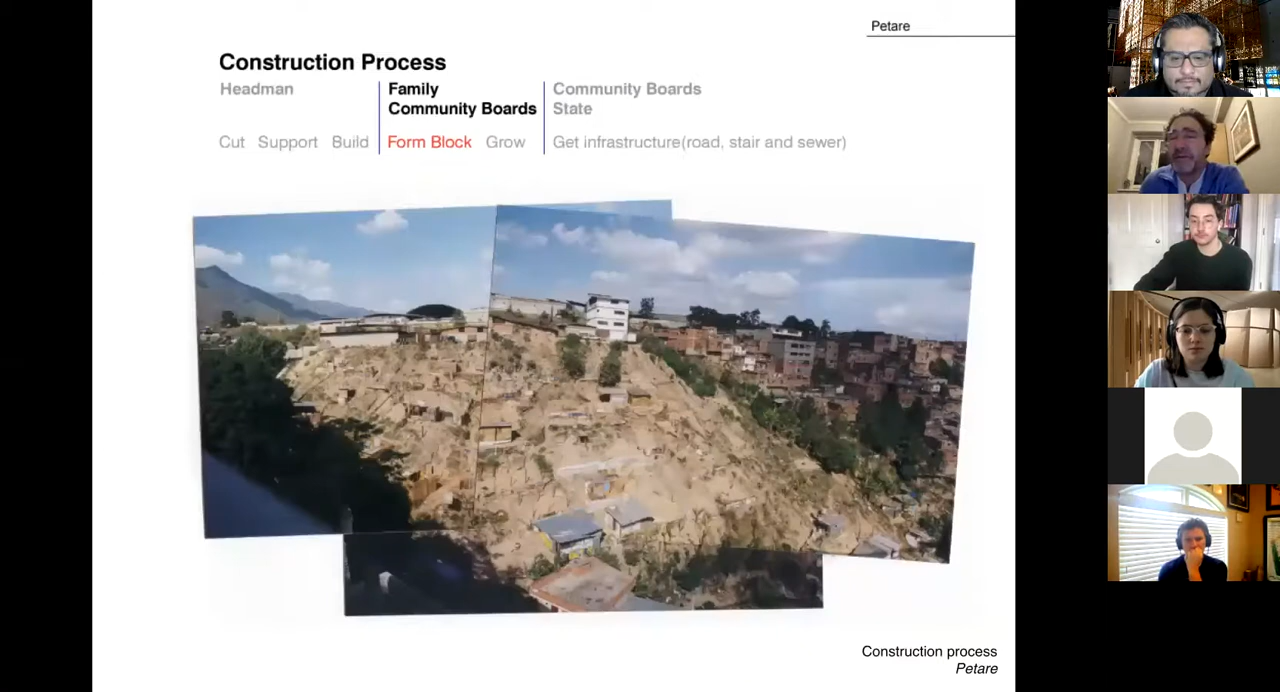 Petare
Construction Process
Headman
Family
Community Boards
Community Boards
State
Cut Support Build
Form Block Grow
Get infrastructure(road, stair and sewer)
Construction process
Petare